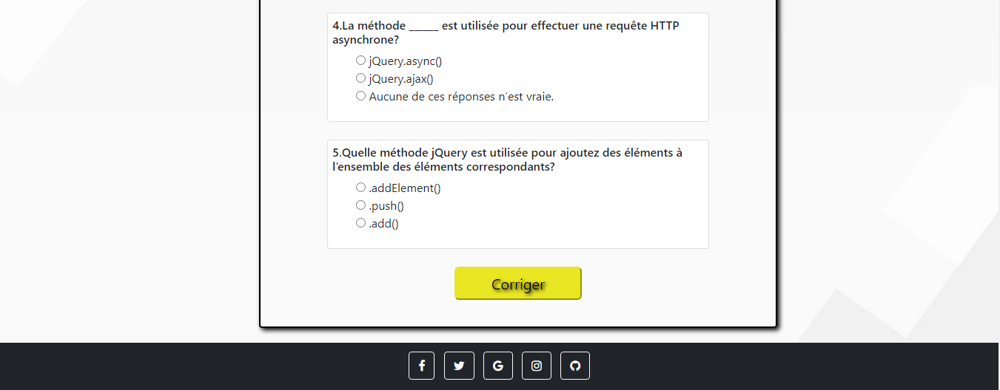 4.La méthode _____ est utilisée pour effectuer une requête HTTP
asynchrone?
jQuery.async()
jQuery.ajax()
Aucune de ces réponses n’est vraie.
5.Quelle méthode jQuery est utilisée pour ajoutez des éléments à
l’ensemble des éléments correspondants?
.addElement()
.push()
.add()
Corriger